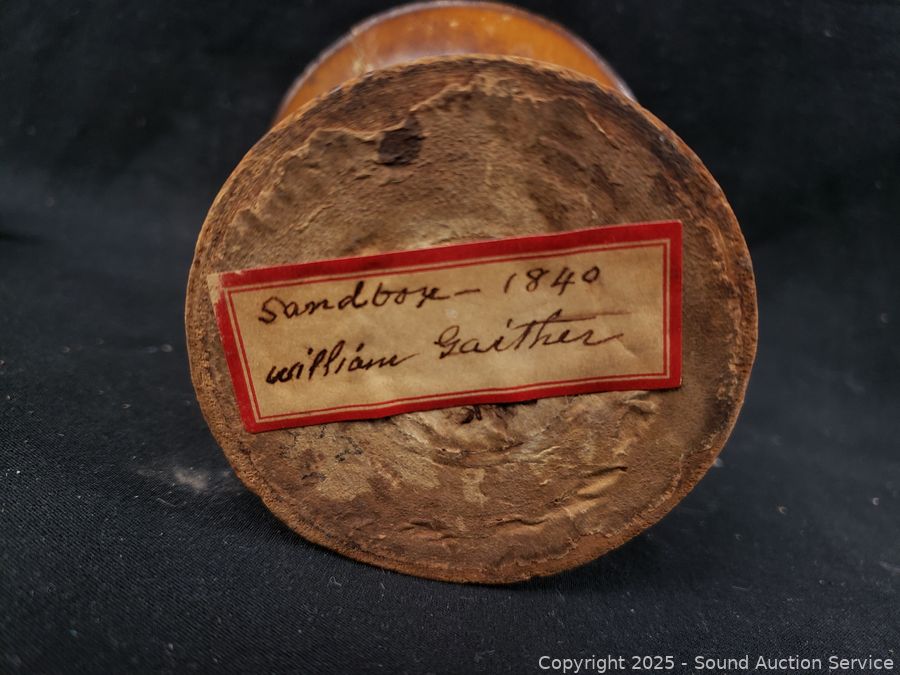 Sandbox – 1840
William Gaither
Copyright © 2025 - Sound Auction Service